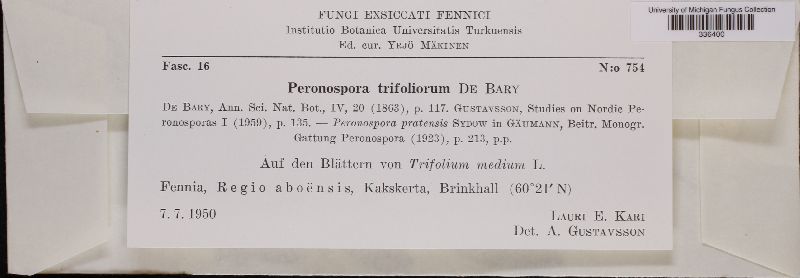 FUNGI EXSICCATI FENNICI
Institutio Botanica Universitatis Turkuensis
Ed. cur. YRJÖ MÄKINEN
University of Michigan Fungus Collection
336400
Fasc. 16 N:o 754
Peronospora trifoliorum DE BARY
DE BARY, Ann. Sci. Nat. Bot., IV, 20 (1863), p. 117. GUSTAVSSON, Studies on Nordic Pe-
ronosporas I (1959), p. 135. — Peronospora pratensis SYDOW in GÄUMANN, Beitr. Monogr.
Gattung Peronospora (1923), p. 213, p.p.
Auf den Blättern von Trifolium medium L.
Fennia, Regio aboënsis, Kakskerta, Brinkhall (60°21′ N)
7. 7. 1950 LAURI E. KARI
Det. A. GUSTAVSSON